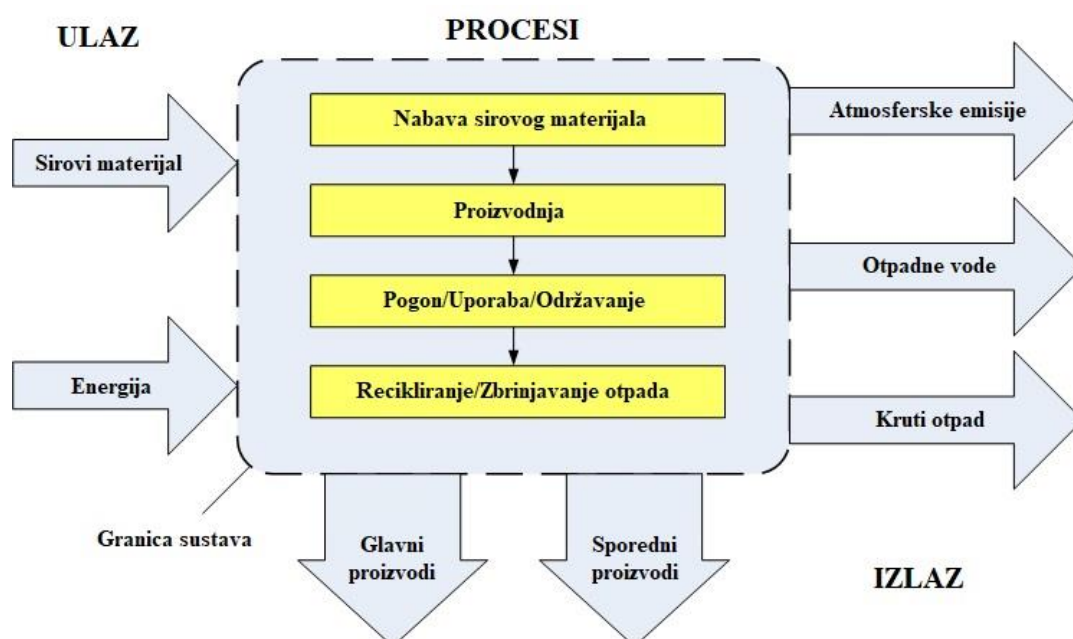 ULAZ
PROCESI
Sirovi materijal
Energija
Granica sustava
Nabava sirovog materijala
Proizvodnja
Pogon/Uporaba/Održavanje
Recikliranje/Zbrinjavanje otpada
Atmosferske emisije
Otpadne vode
Kruti otpad
Glavni
proizvodi
Sporedni
proizvodi
IZLAZ